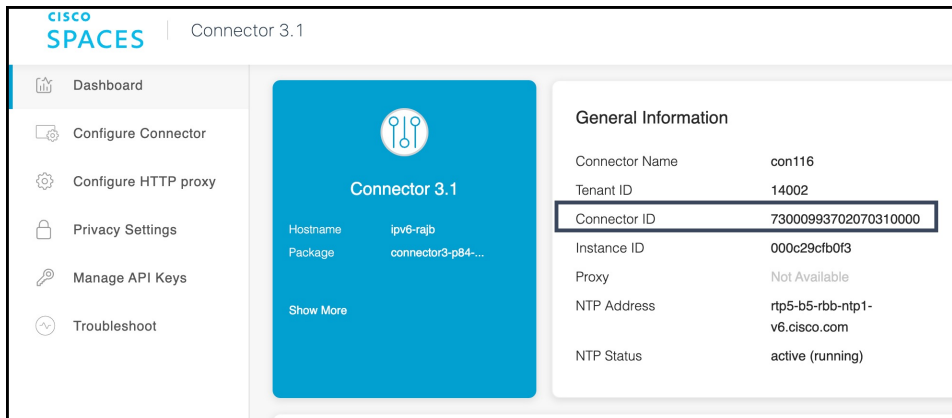 CISCO
SPACES
Connector 3.1
Dashboard
Configure Connector
Configure HTTP proxy
Privacy Settings
Manage API Keys
Troubleshoot
Connector 3.1
Hostname ipv6-rajb
Package connector3-p84-...
Show More
General Information
Connector Name con116
Tenant ID 14002
Connector ID 73000993702070310000
Instance ID 000c29cfb0f3
Proxy Not Available
NTP Address rtp5-b5-rbb-ntp1-
v6.cisco.com
NTP Status active (running)